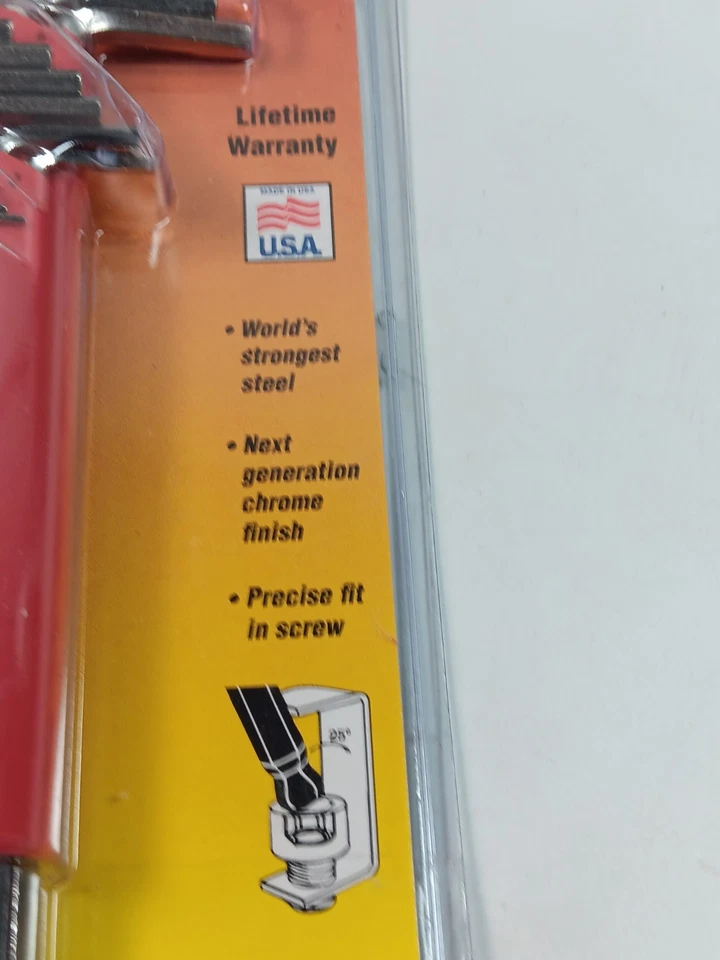 Lifetime
Warranty
MADE IN USA
U.S.A.
• World's
strongest
steel
• Next
generation
chrome
finish
• Precise fit
in screw
25°